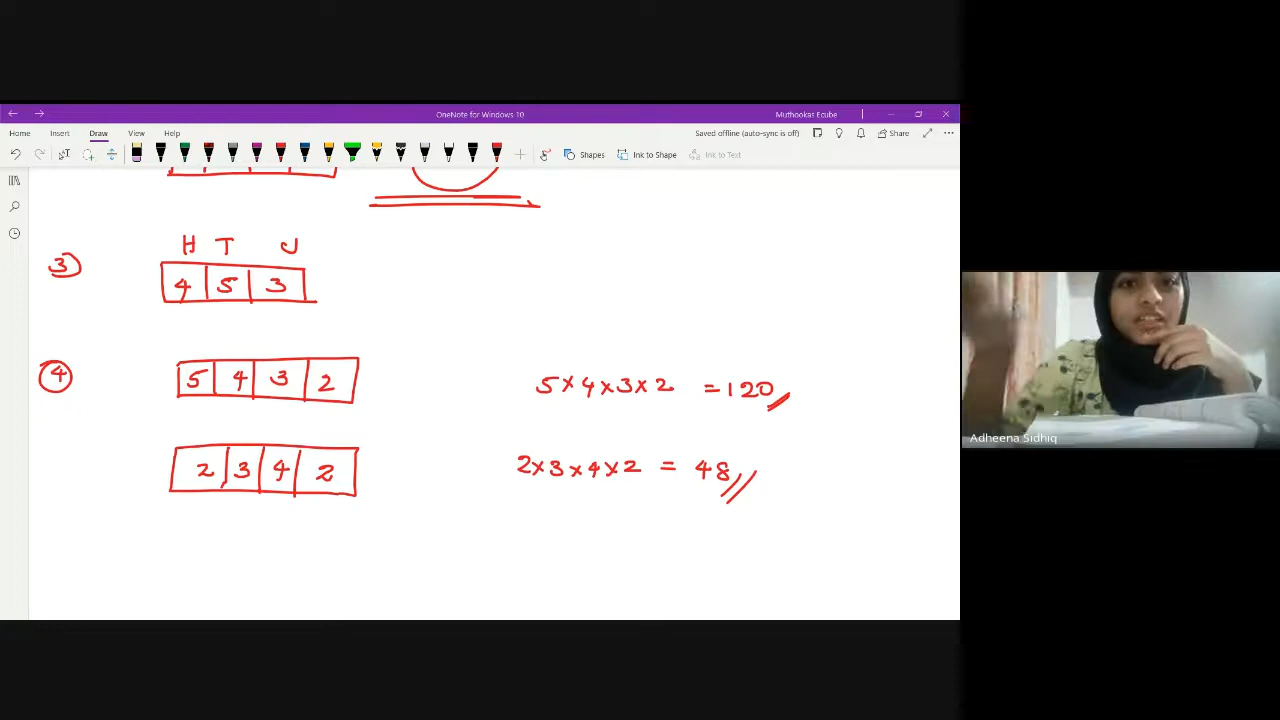 OneNote for Windows 10
Muthookas Ecube
Home Insert Draw View Help
Saved offline (auto-sync is off)
Share
Shapes
Ink to Shape
Ink to Text
H T U
3 4 5 3
4 5 4 3 2 5×4×3×2 = 120
2 3 4 2 2×3×4×2 = 48
Adheena Sidhiq